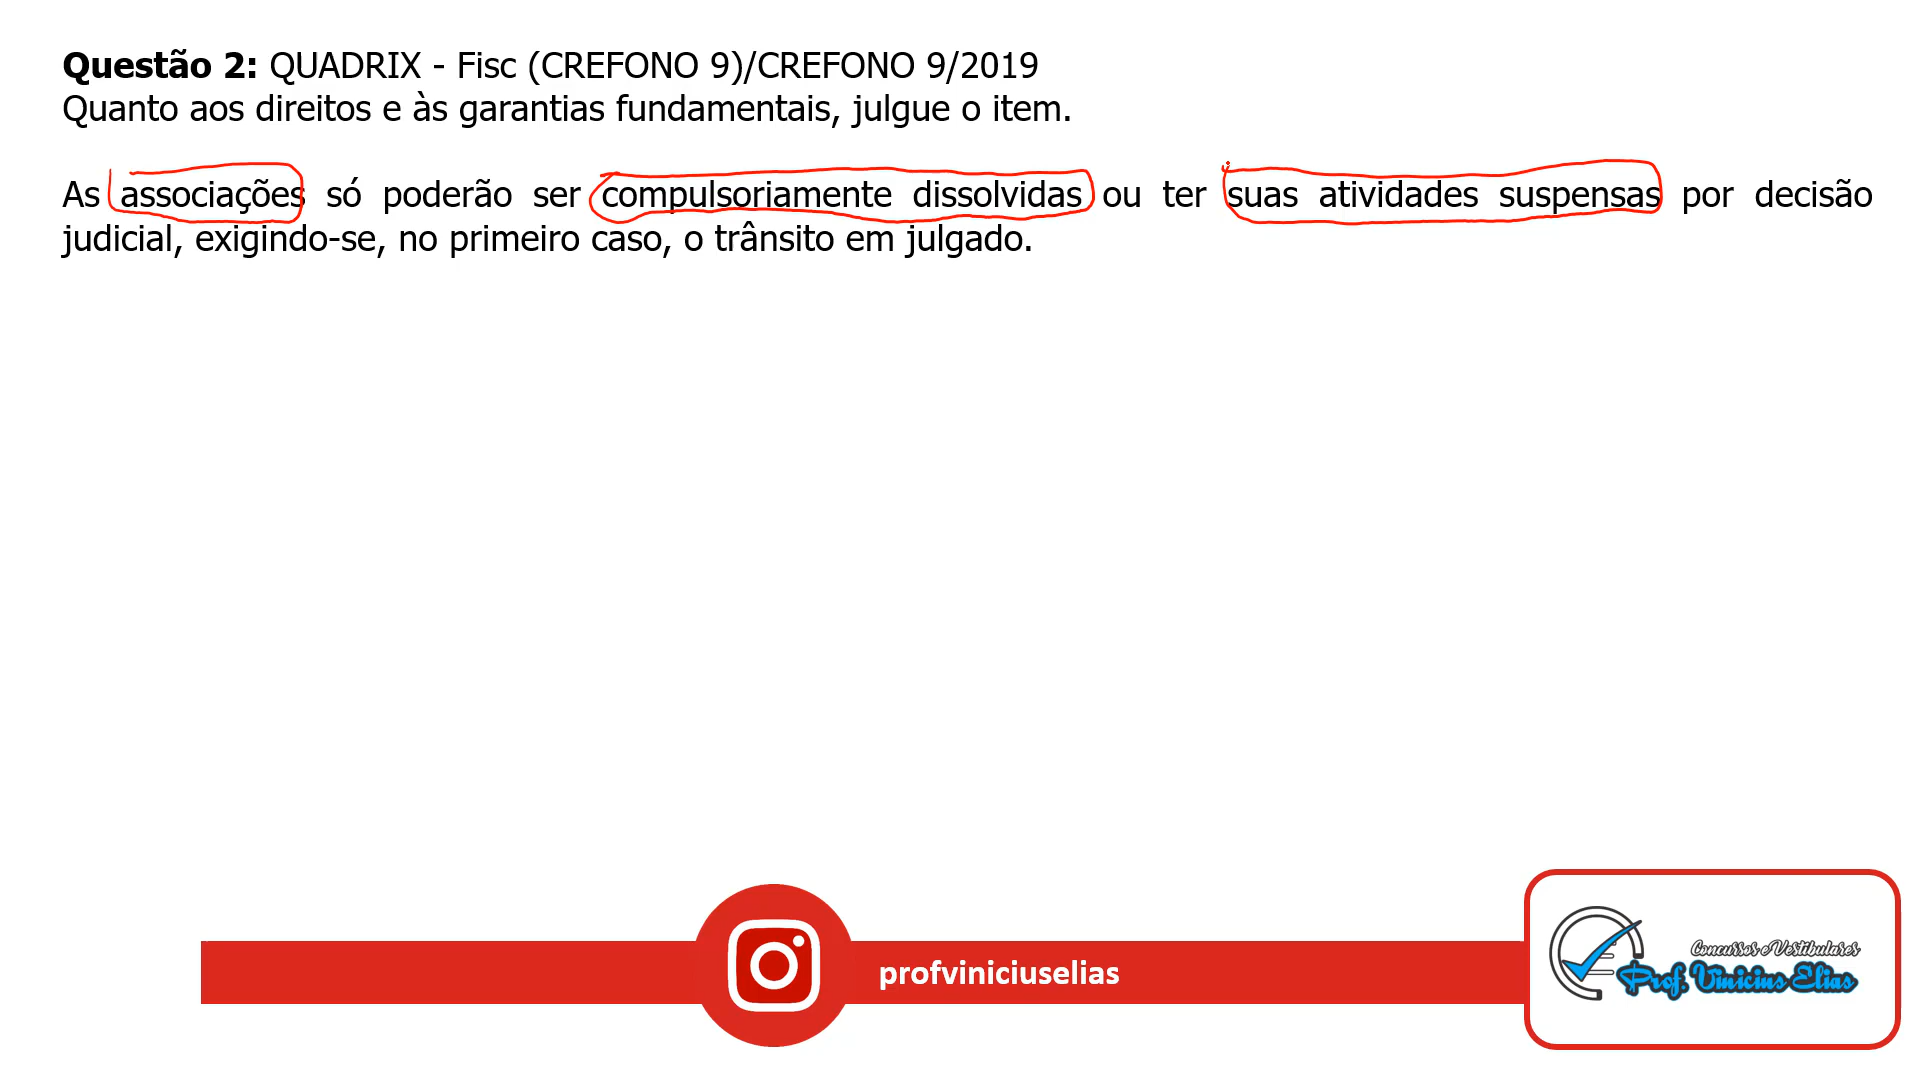 Questão 2: QUADRIX - Fisc (CREFONO 9)/CREFONO 9/2019
Quanto aos direitos e às garantias fundamentais, julgue o item.
As associações só poderão ser compulsoriamente dissolvidas ou ter suas atividades suspensas por decisão
judicial, exigindo-se, no primeiro caso, o trânsito em julgado.
profviniciuselias
Concursos e Vestibulares
Prof. Vinicius Elias